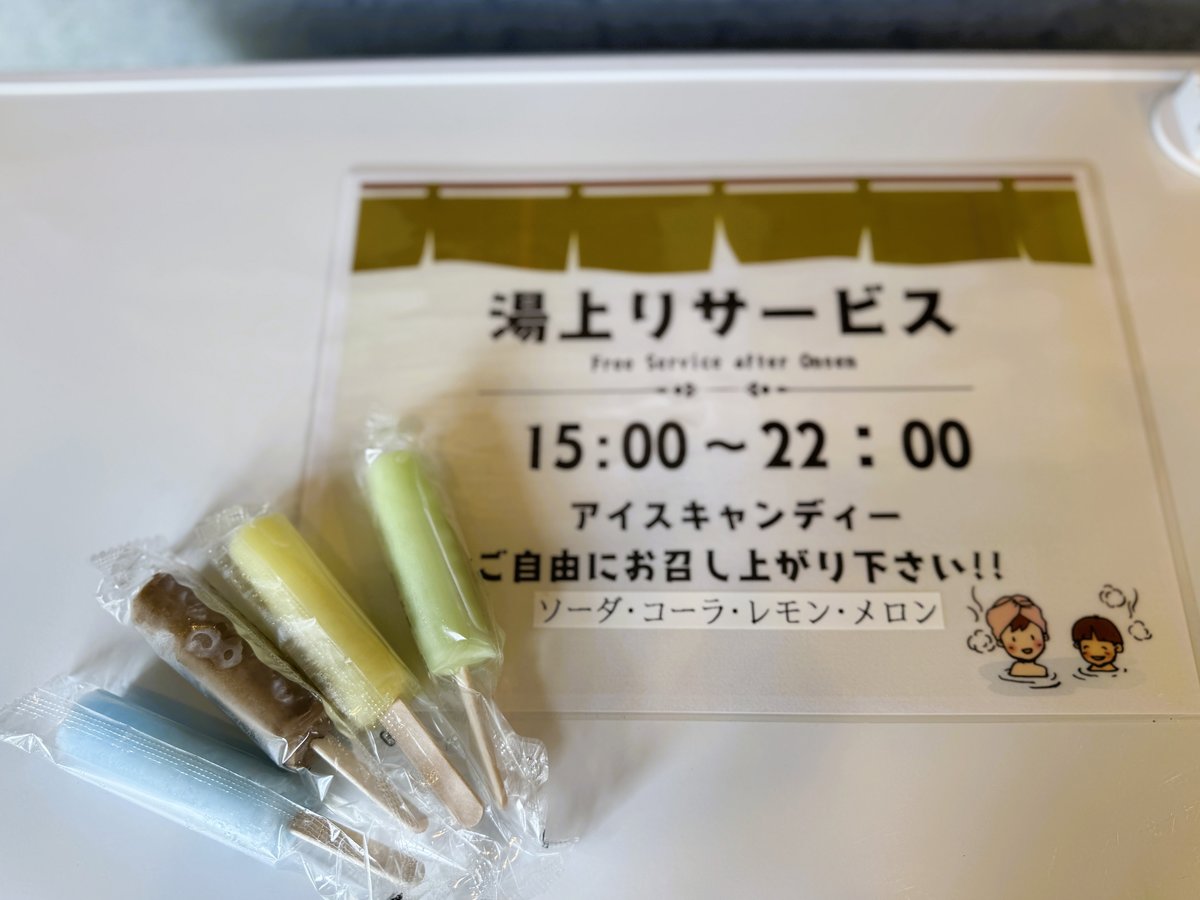 湯上りサービス
Free Service after Onsen
15:00～22：00
アイスキャンディー
ご自由にお召し上がり下さい!!
ソーダ・コーラ・レモン・メロン